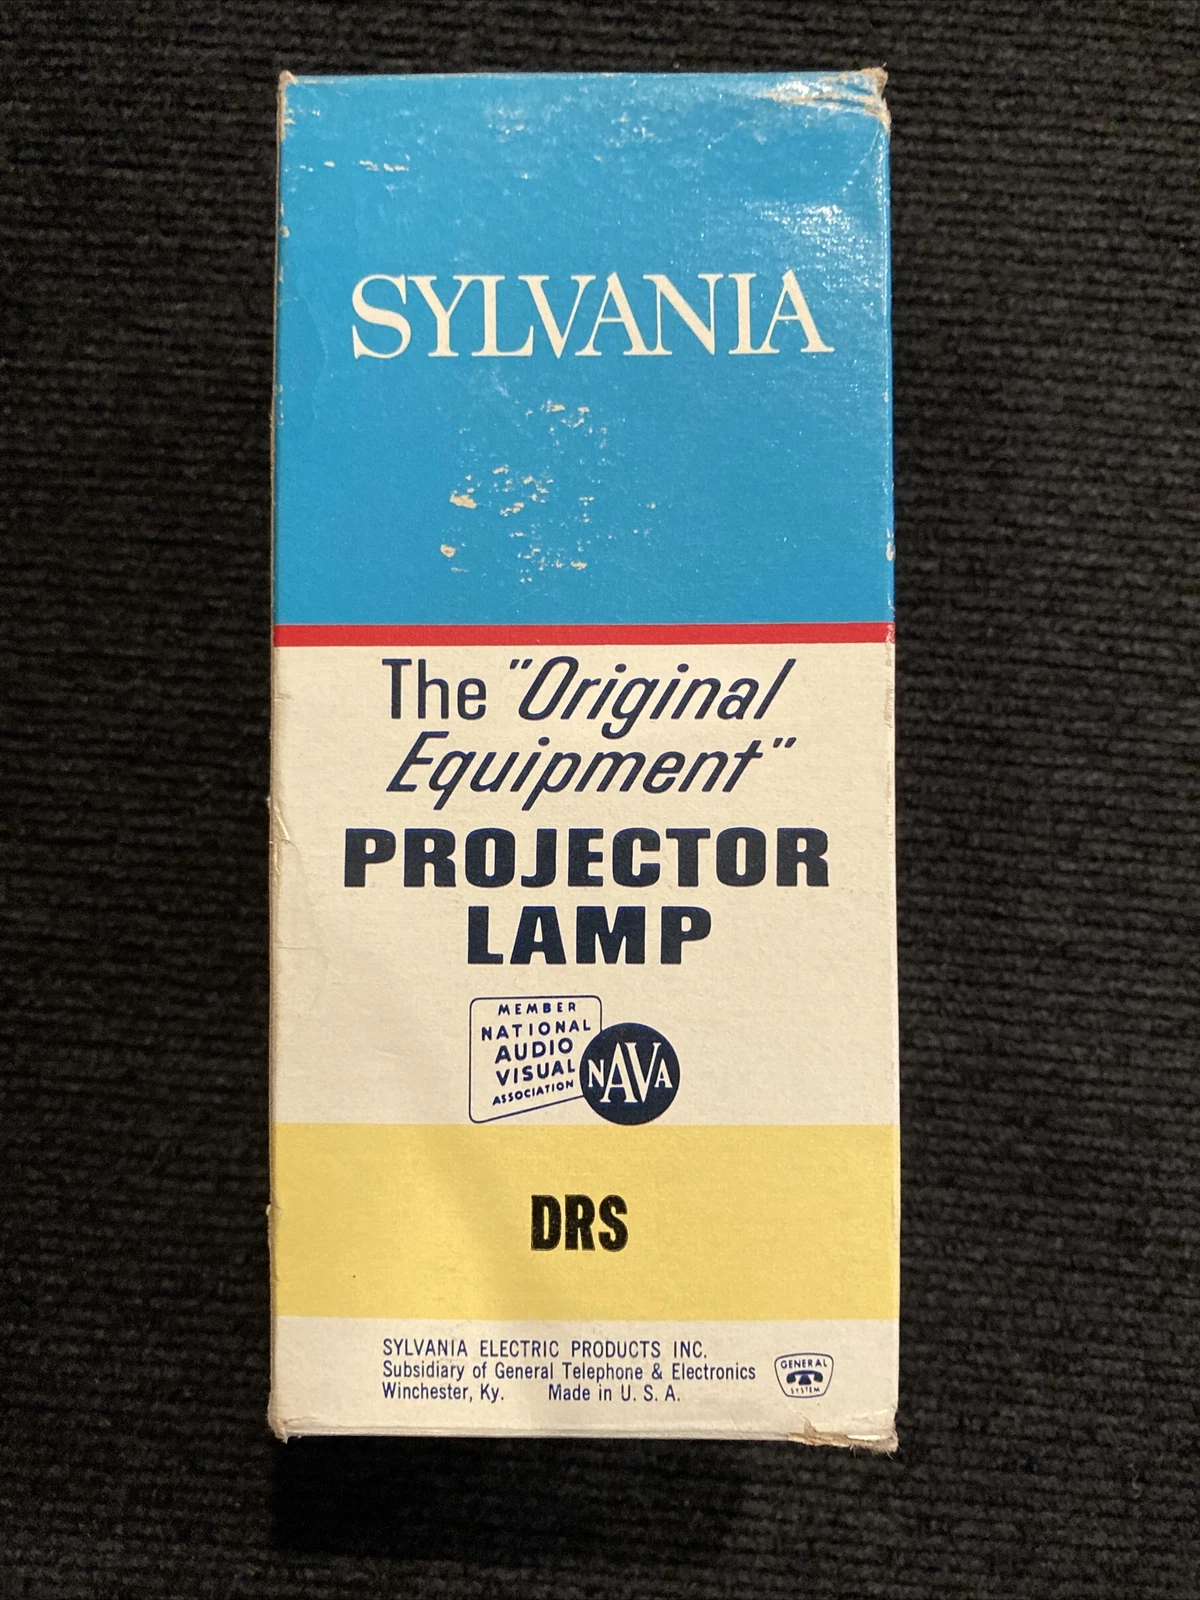 SYLVANIA
The "Original
Equipment"
PROJECTOR
LAMP
MEMBER
NATIONAL
AUDIO
VISUAL
ASSOCIATION
NAVA
DRS
SYLVANIA ELECTRIC PRODUCTS INC.
Subsidiary of General Telephone & Electronics
Winchester, Ky. Made in U. S. A.
GENERAL
SYSTEM